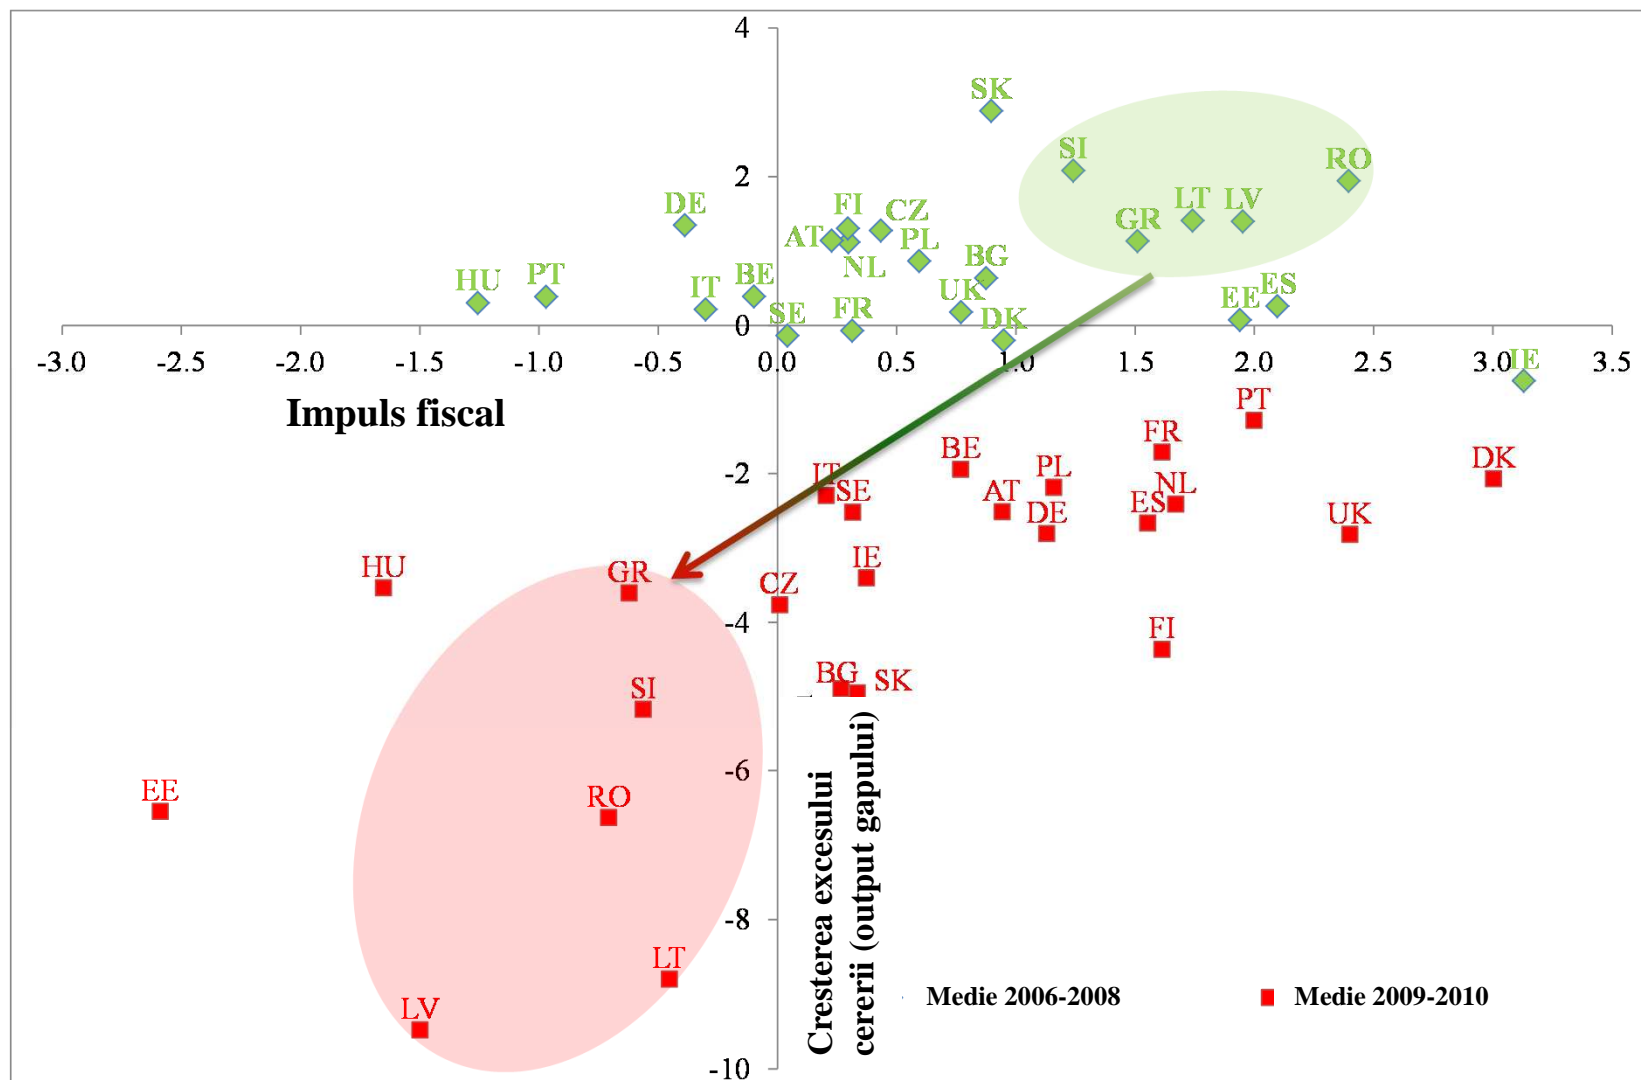 4
SK
SI
RO
2
DE
FI
CZ
LT
LV
GR
AT
PL
NL
BG
HU
PT
IT
BE
UK
ES
EE
SE
FR
DK
0
-3.0 -2.5 -2.0 -1.5 -1.0 -0.5 0.0 0.5 1.0 1.5 2.0 2.5 3.0 3.5
IE
Impuls fiscal
PT
FR
BE
PL
DK
-2
IT
SE
AT
NL
DE
ES
UK
HU
GR
CZ
IE
-4
FI
BG
SK
SI
-6
EE
RO
Cresterea excesului
cererii (output gapului)
-8
LT
LV
Medie 2006-2008
Medie 2009-2010
-10